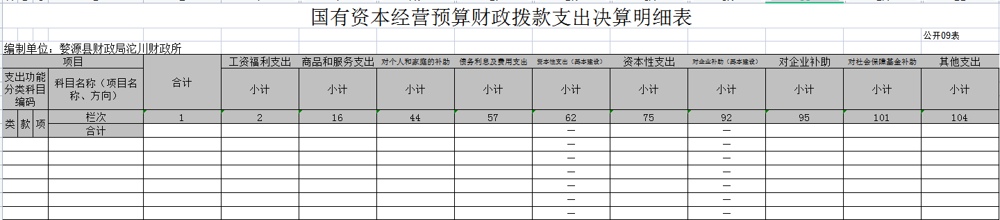 国有资本经营预算财政拨款支出决算明细表
公开09表
编制单位：婺源县财政局沱川财政所
项目 合计 工资福利支出 商品和服务支出 对个人和家庭的补助 债务利息及费用支出 资本性支出（基本建设） 资本性支出 对企业补助（基本建设） 对企业补助 对社会保障基金补助 其他支出
支出功能分类科目编码 科目名称（项目名称、方向） 小计 小计 小计 小计 小计 小计 小计 小计 小计 小计
类 款 项 栏次 1 2 16 44 57 62 75 92 95 101 104
合计 — —
— —
— —
— —
— —
— —
— —